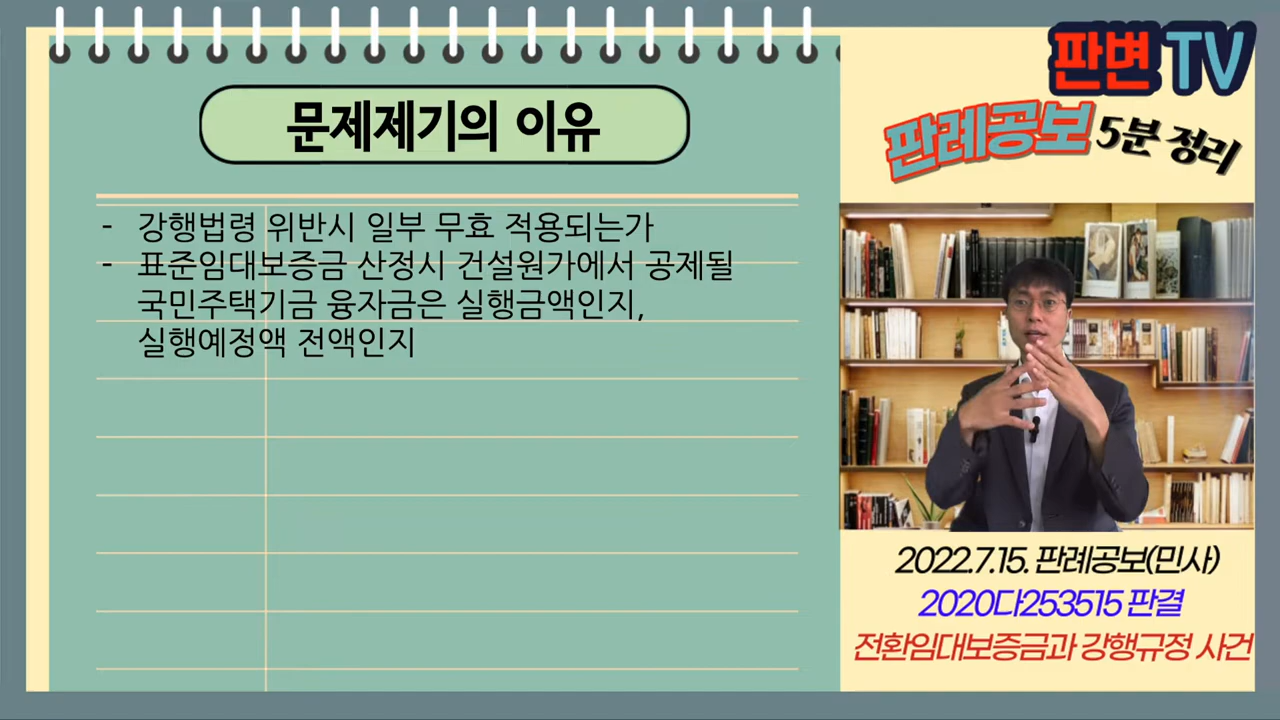 문제제기의 이유
- 강행법령 위반시 일부 무효 적용되는가
- 표준임대보증금 산정시 건설원가에서 공제될
국민주택기금 융자금은 실행금액인지,
실행예정액 전액인지
판변 TV
판례공보 5분 정리
2022.7.15. 판례공보(민사)
2020다253515 판결
전환임대보증금과 강행규정 사건